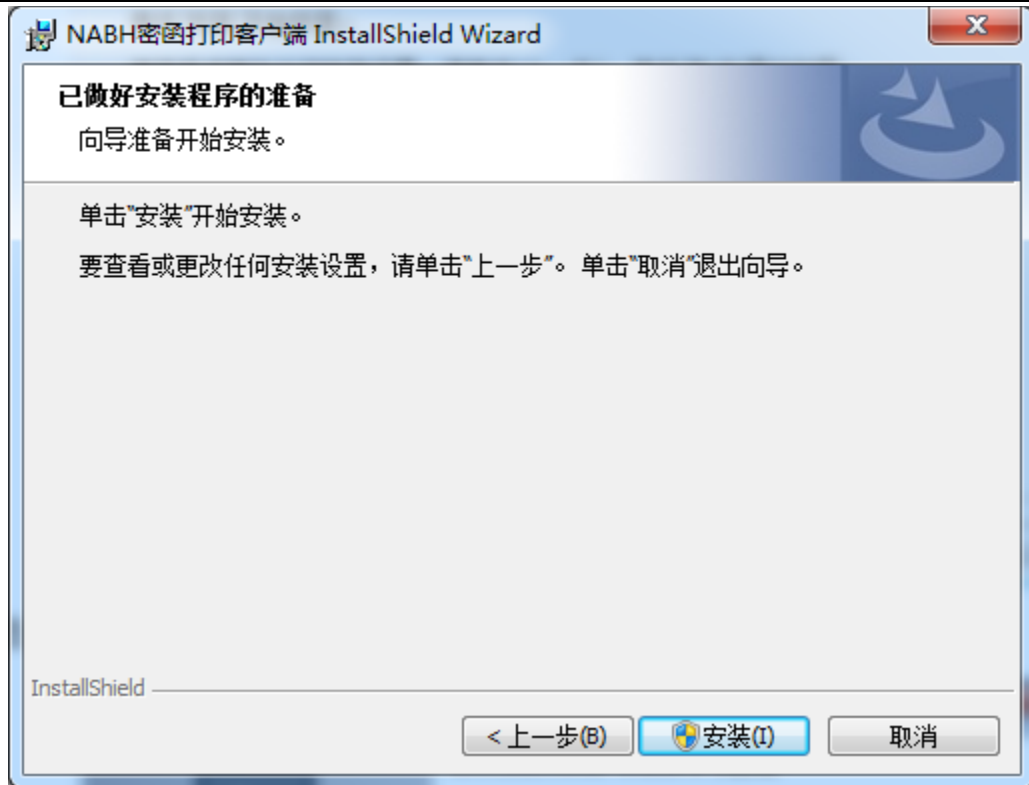 NABH密函打印客户端 InstallShield Wizard
已做好安装程序的准备
向导准备开始安装。
单击"安装"开始安装。
要查看或更改任何安装设置，请单击"上一步"。 单击"取消"退出向导。
InstallShield
<上一步(B)
安装(I)
取消